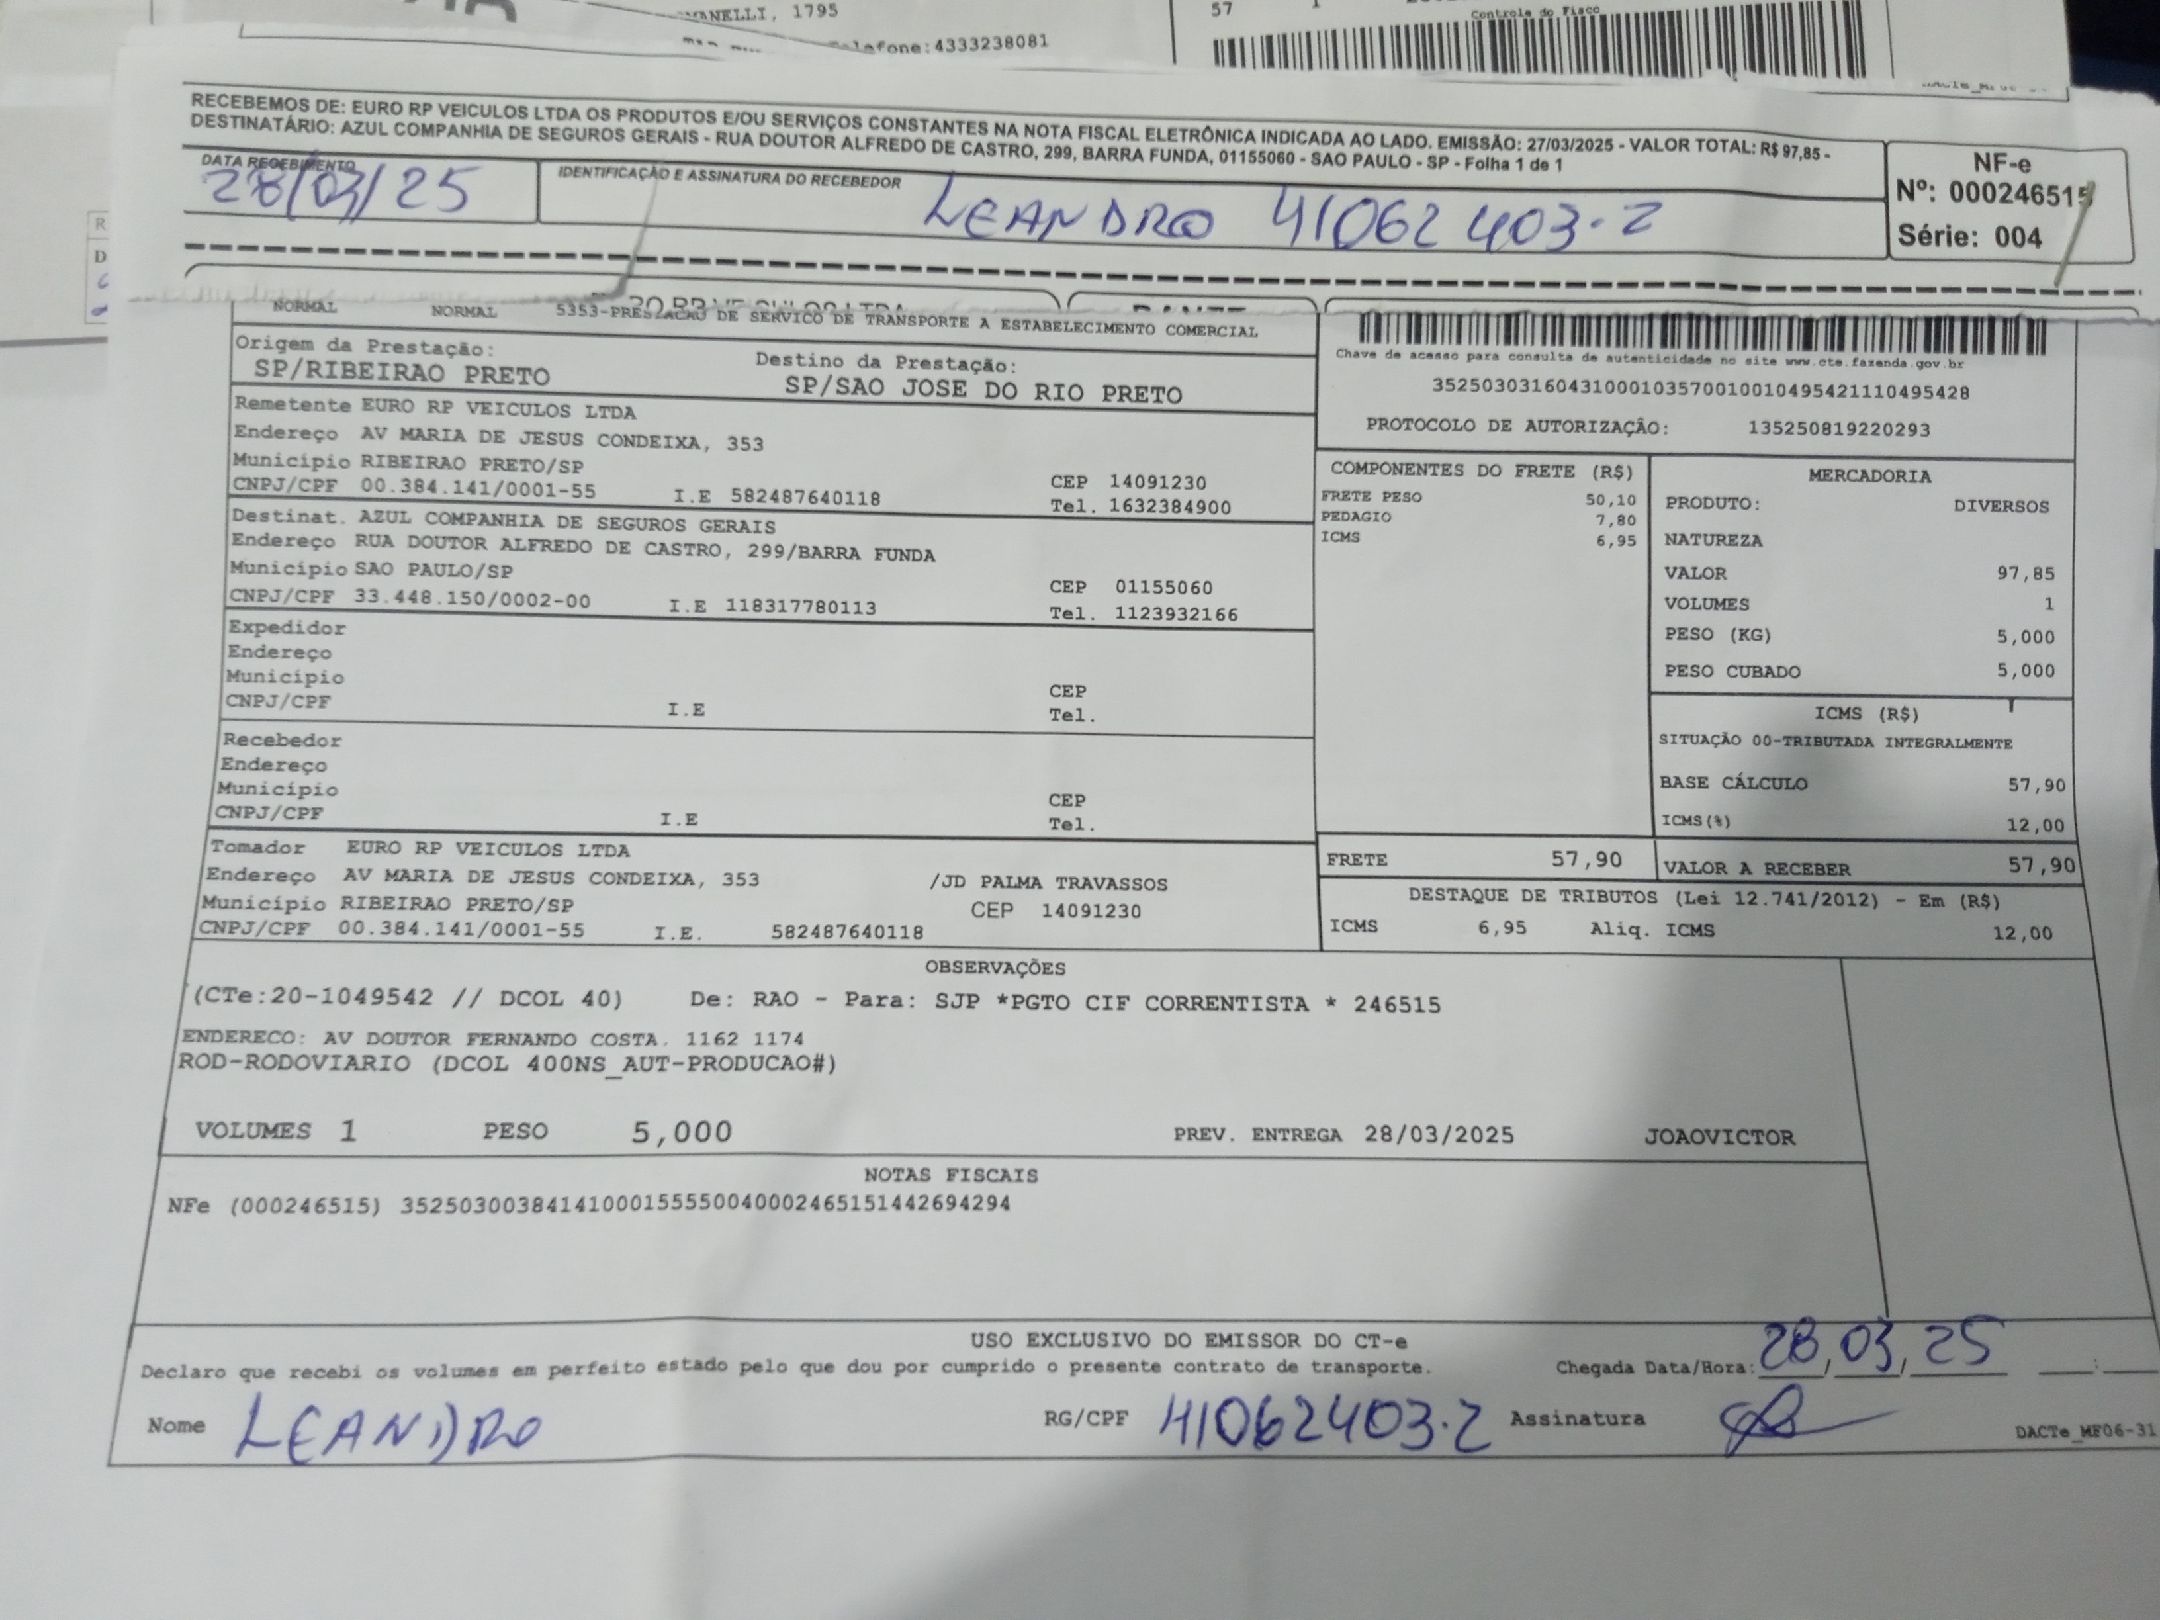 VANELLI, 1795
57
Controle do Fisco
Telefone:4333238081
RECEBEMOS DE: EURO RP VEICULOS LTDA OS PRODUTOS E/OU SERVIÇOS CONSTANTES NA NOTA FISCAL ELETRÔNICA INDICADA AO LADO. EMISSÃO: 27/03/2025 - VALOR TOTAL: R$ 97,85 -
DESTINATÁRIO: AZUL COMPANHIA DE SEGUROS GERAIS - RUA DOUTOR ALFREDO DE CASTRO, 299, BARRA FUNDA, 01155060 - SAO PAULO - SP - Folha 1 de 1
DATA RECEBIMENTO
28/03/25
IDENTIFICAÇÃO E ASSINATURA DO RECEBEDOR
LEANDRO 41062403-2
NF-e
Nº: 000246515
Série: 004
NORMAL NORMAL 5353-PRESTACAO DE SERVICO DE TRANSPORTE A ESTABELECIMENTO COMERCIAL
Origem da Prestação: Destino da Prestação:
SP/RIBEIRAO PRETO SP/SAO JOSE DO RIO PRETO
Remetente EURO RP VEICULOS LTDA
Endereço AV MARIA DE JESUS CONDEIXA, 353
Município RIBEIRAO PRETO/SP CEP 14091230
CNPJ/CPF 00.384.141/0001-55 I.E 582487640118 Tel. 1632384900
Destinat. AZUL COMPANHIA DE SEGUROS GERAIS
Endereço RUA DOUTOR ALFREDO DE CASTRO, 299/BARRA FUNDA
Município SAO PAULO/SP CEP 01155060
CNPJ/CPF 33.448.150/0002-00 I.E 118317780113 Tel. 1123932166
Expedidor
Endereço
Município CEP
CNPJ/CPF I.E Tel.
Recebedor
Endereço
Município CEP
CNPJ/CPF I.E Tel.
Tomador EURO RP VEICULOS LTDA
Endereço AV MARIA DE JESUS CONDEIXA, 353 /JD PALMA TRAVASSOS
Município RIBEIRAO PRETO/SP CEP 14091230
CNPJ/CPF 00.384.141/0001-55 I.E. 582487640118
Chave de acesso para consulta de autenticidade no site www.cte.fazenda.gov.br
35250303160431000103570010010495421110495428
PROTOCOLO DE AUTORIZAÇÃO: 135250819220293
COMPONENTES DO FRETE (R$)
FRETE PESO 50,10
PEDAGIO 7,80
ICMS 6,95
MERCADORIA
PRODUTO: DIVERSOS
NATUREZA
VALOR 97,85
VOLUMES 1
PESO (KG) 5,000
PESO CUBADO 5,000
ICMS (R$)
SITUAÇÃO 00-TRIBUTADA INTEGRALMENTE
BASE CÁLCULO 57,90
ICMS(%) 12,00
FRETE 57,90 VALOR A RECEBER 57,90
DESTAQUE DE TRIBUTOS (Lei 12.741/2012) - Em (R$)
ICMS 6,95 Aliq. ICMS 12,00
OBSERVAÇÕES
(CTe:20-1049542 // DCOL 40) De: RAO - Para: SJP *PGTO CIF CORRENTISTA * 246515
ENDERECO: AV DOUTOR FERNANDO COSTA. 1162 1174
ROD-RODOVIARIO (DCOL 400NS_AUT-PRODUCAO#)
VOLUMES 1 PESO 5,000 PREV. ENTREGA 28/03/2025 JOAOVICTOR
NOTAS FISCAIS
NFe (000246515) 35250300384141000155550040002465151442694294
USO EXCLUSIVO DO EMISSOR DO CT-e
Declaro que recebi os volumes em perfeito estado pelo que dou por cumprido o presente contrato de transporte. Chegada Data/Hora: 28/03/25 __:__
Nome LEANDRO RG/CPF 41062403-2 Assinatura
DACTe_MF06-31